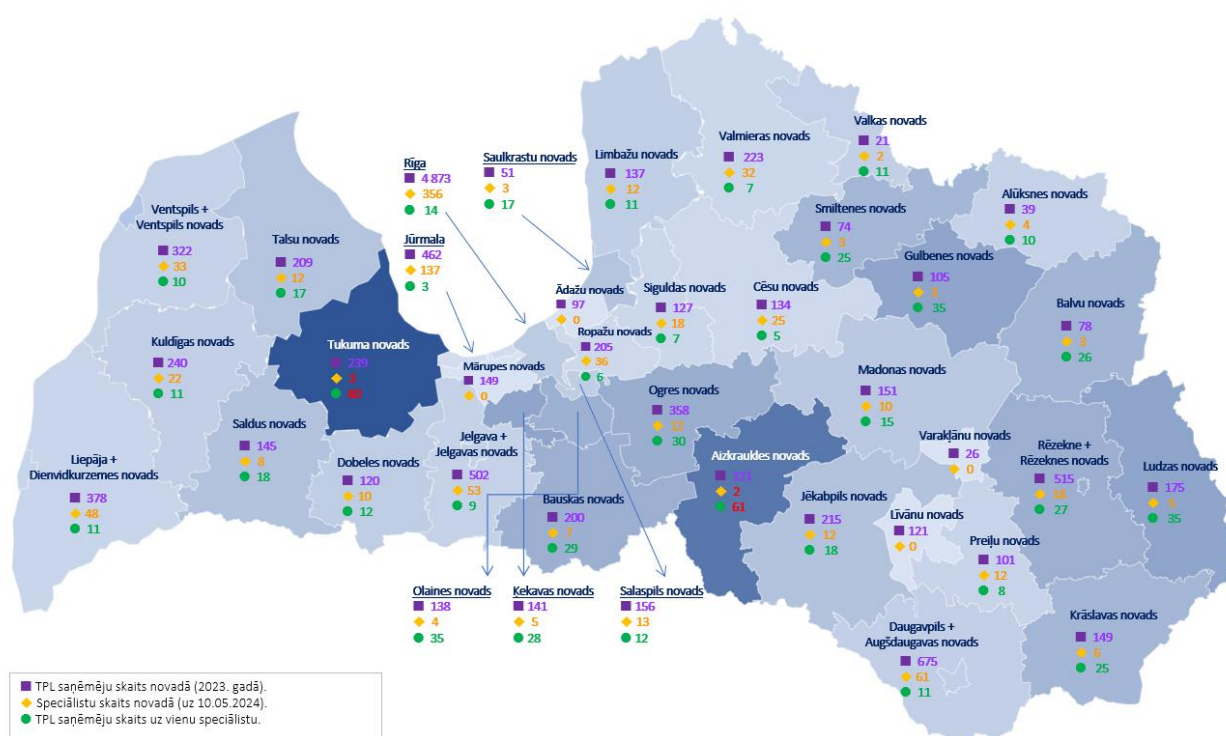 Rīga
4 873
356
14
Saulkrastu novads
51
3
17
Limbažu novads
137
12
11
Valmieras novads
223
32
7
Valkas novads
21
2
11
Alūksnes novads
39
4
10
Smiltenes novads
74
3
25
Gulbenes novads
105
3
35
Balvu novads
78
3
26
Ventspils +
Ventspils novads
322
33
10
Talsu novads
209
12
17
Jūrmala
462
137
3
Ādažu novads
97
0
Siguldas novads
127
18
7
Cēsu novads
134
25
5
Ropažu novads
205
36
6
Kuldīgas novads
240
22
11
Tukuma novads
239
3
80
Mārupes novads
149
0
Ogres novads
358
12
30
Madonas novads
151
10
15
Varakļānu novads
26
0
Rēzekne +
Rēzeknes novads
515
19
27
Ludzas novads
175
5
35
Liepāja +
Dienvidkurzemes novads
378
48
11
Saldus novads
145
8
18
Dobeles novads
120
10
12
Jelgava +
Jelgavas novads
502
53
9
Bauskas novads
200
7
29
Aizkraukles novads
121
2
61
Jēkabpils novads
215
12
18
Līvānu novads
121
0
Preiļu novads
101
12
8
Olaines novads
138
4
35
Ķekavas novads
141
5
28
Salaspils novads
156
13
12
Daugavpils +
Augšdaugavas novads
675
61
11
Krāslavas novads
149
6
25
TPL saņēmēju skaits novadā (2023. gadā).
Speciālistu skaits novadā (uz 10.05.2024).
TPL saņēmēju skaits uz vienu speciālistu.